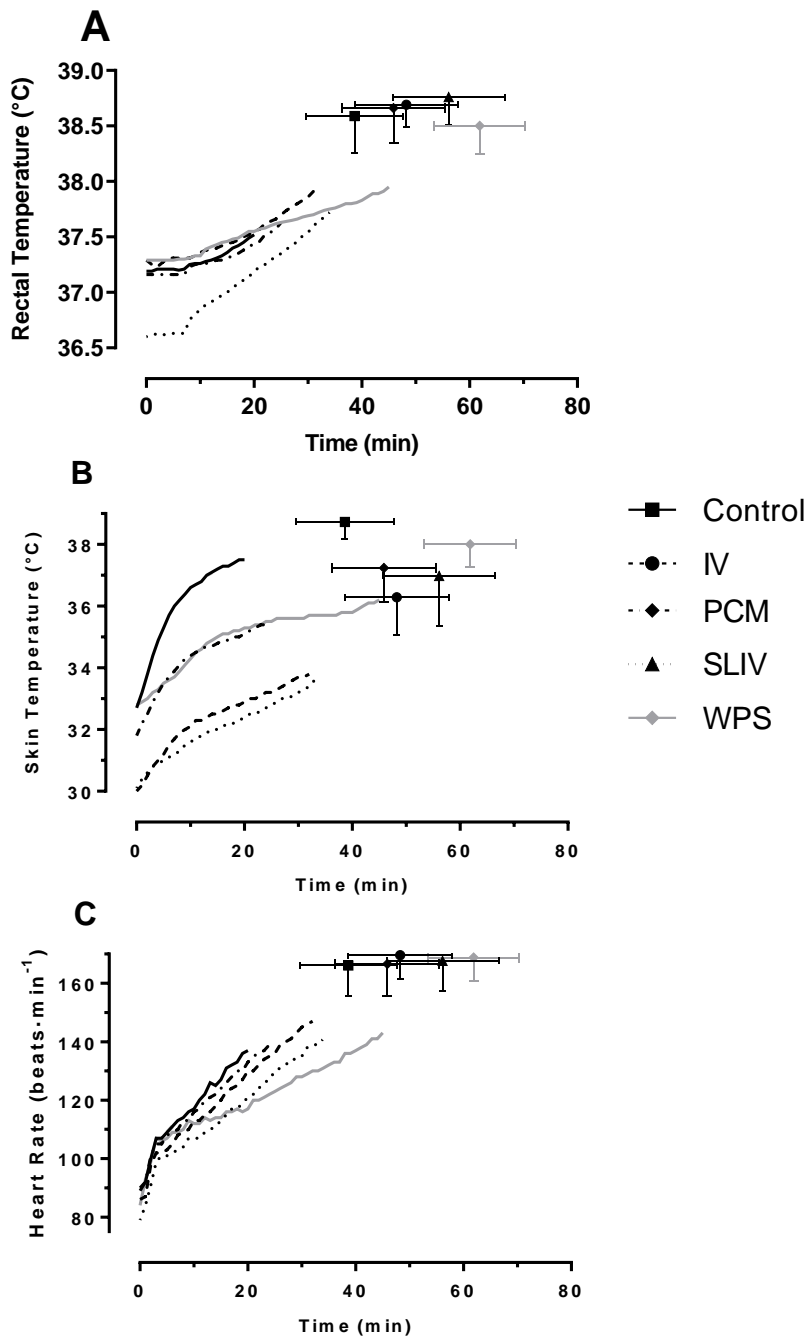 A
Rectal Temperature (°C)
39.0
38.5
38.0
37.5
37.0
36.5
0 20 40 60 80
Time (min)
B
Skin Temperature (°C)
38
36
34
32
30
0 20 40 60 80
Time (min)
Control
IV
PCM
SLIV
WPS
C
Heart Rate (beats·min⁻¹)
160
140
120
100
80
0 20 40 60 80
Time (min)